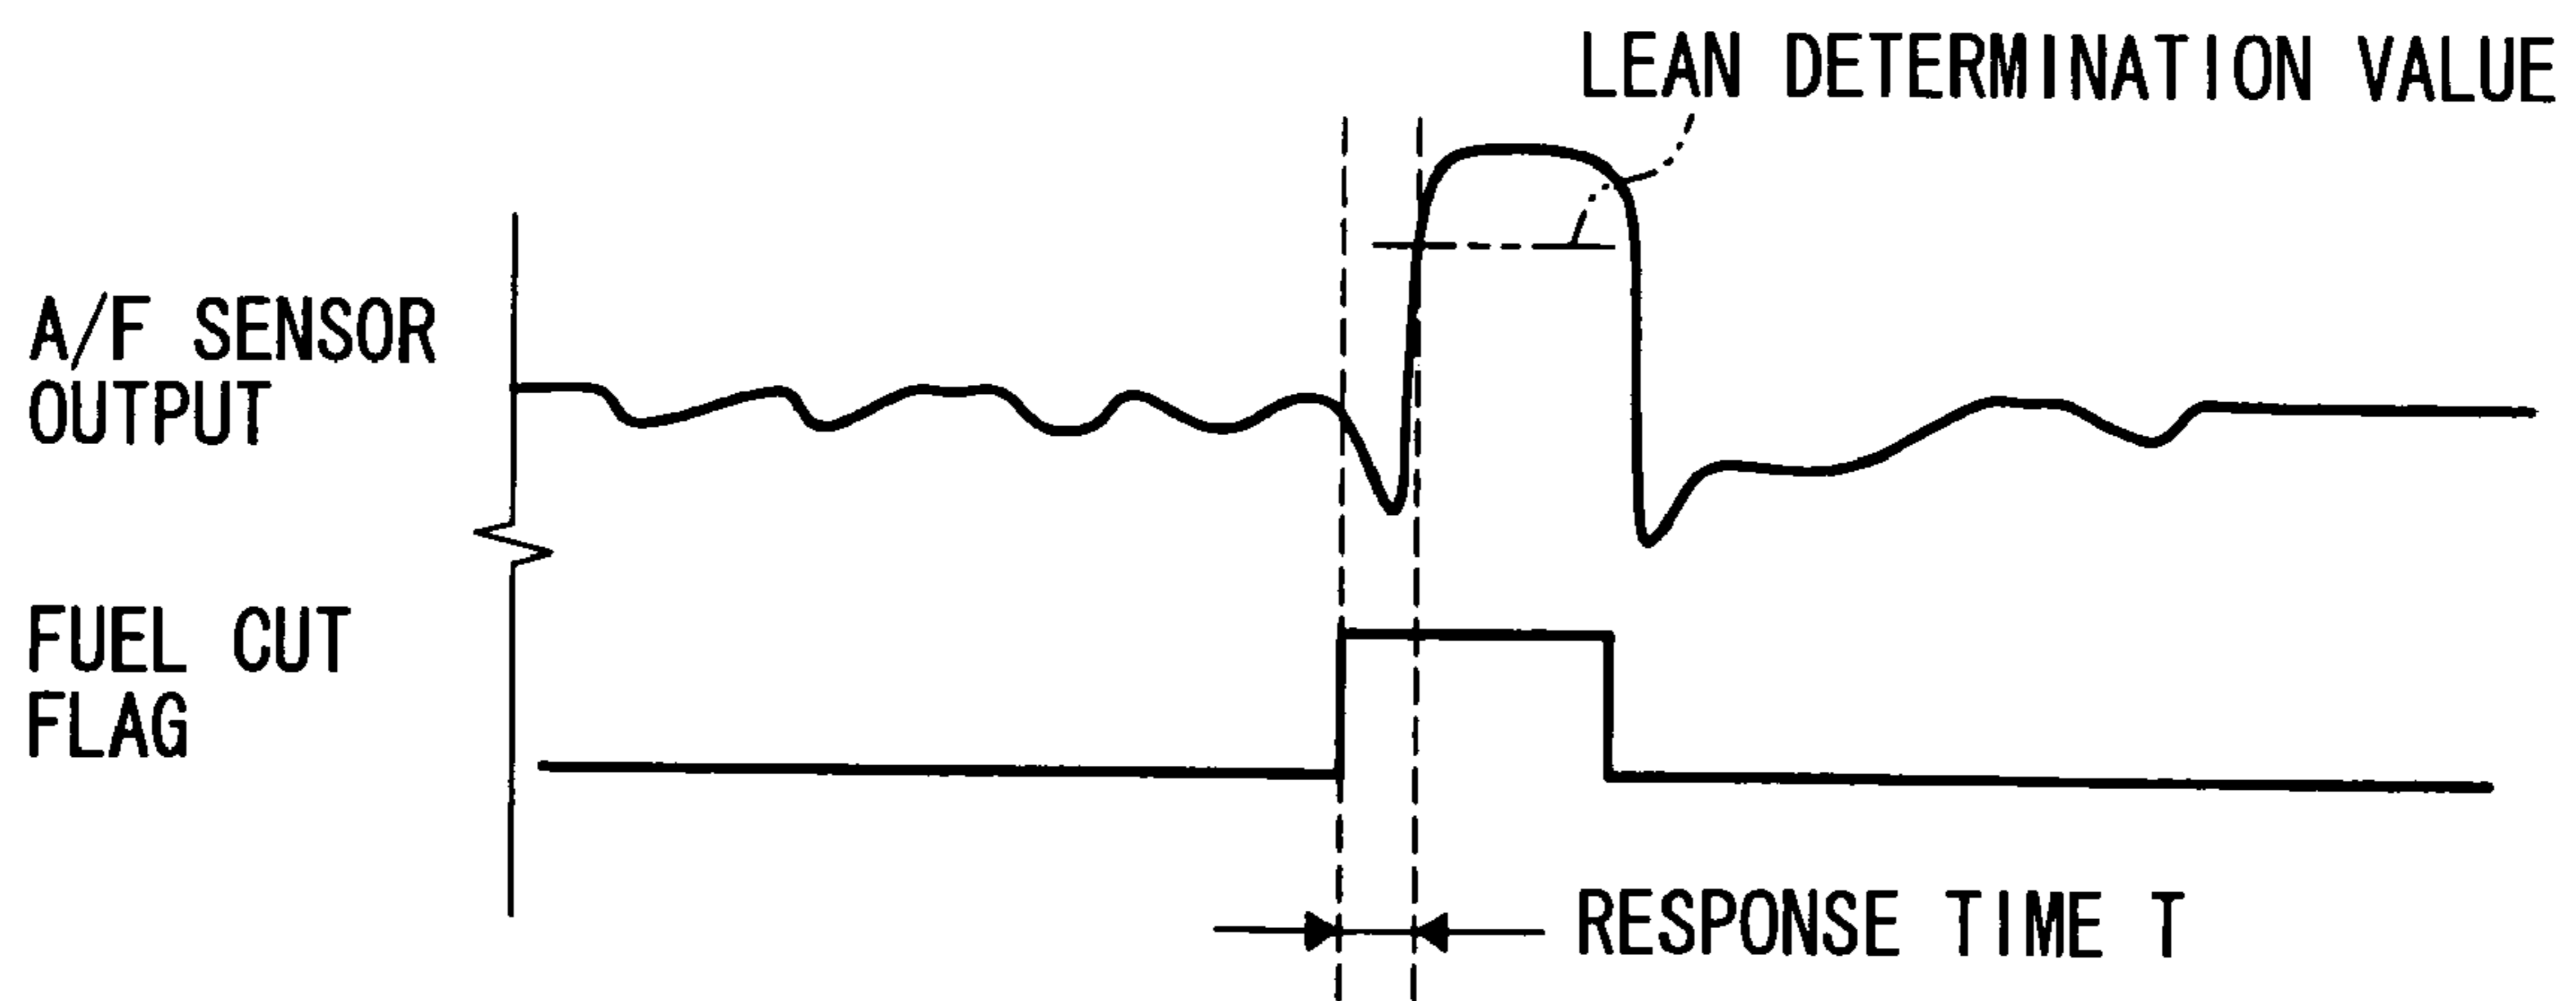 LEAN DETERMINATION VALUE
A/F SENSOR
OUTPUT
FUEL CUT
FLAG
RESPONSE TIME T